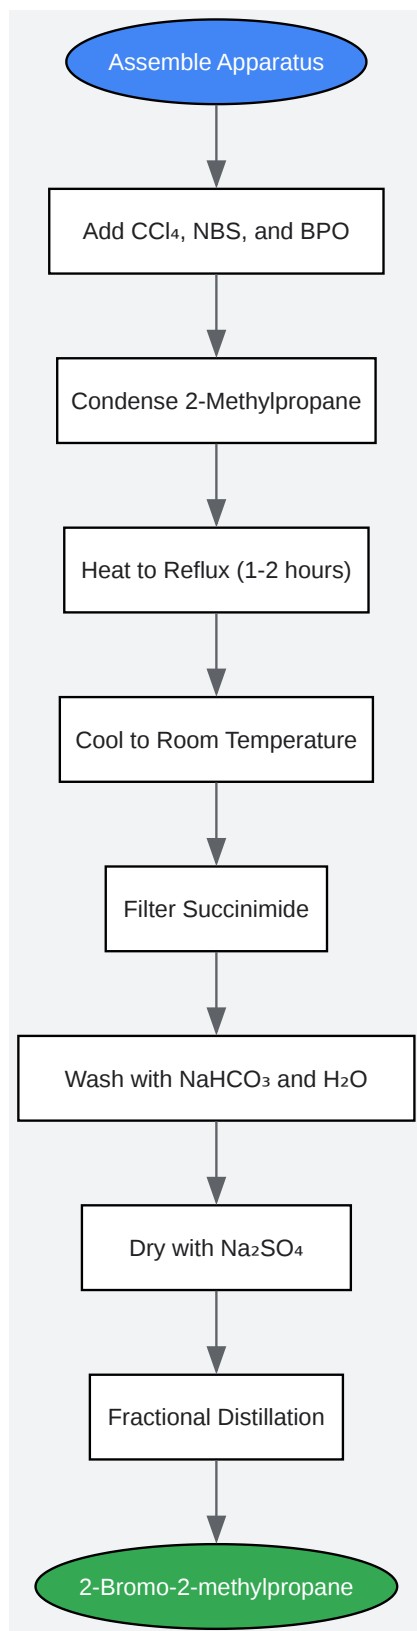 Assemble Apparatus
Add CCl₄, NBS, and BPO
Condense 2-Methylpropane
Heat to Reflux (1-2 hours)
Cool to Room Temperature
Filter Succinimide
Wash with NaHCO₃ and H₂O
Dry with Na₂SO₄
Fractional Distillation
2-Bromo-2-methylpropane